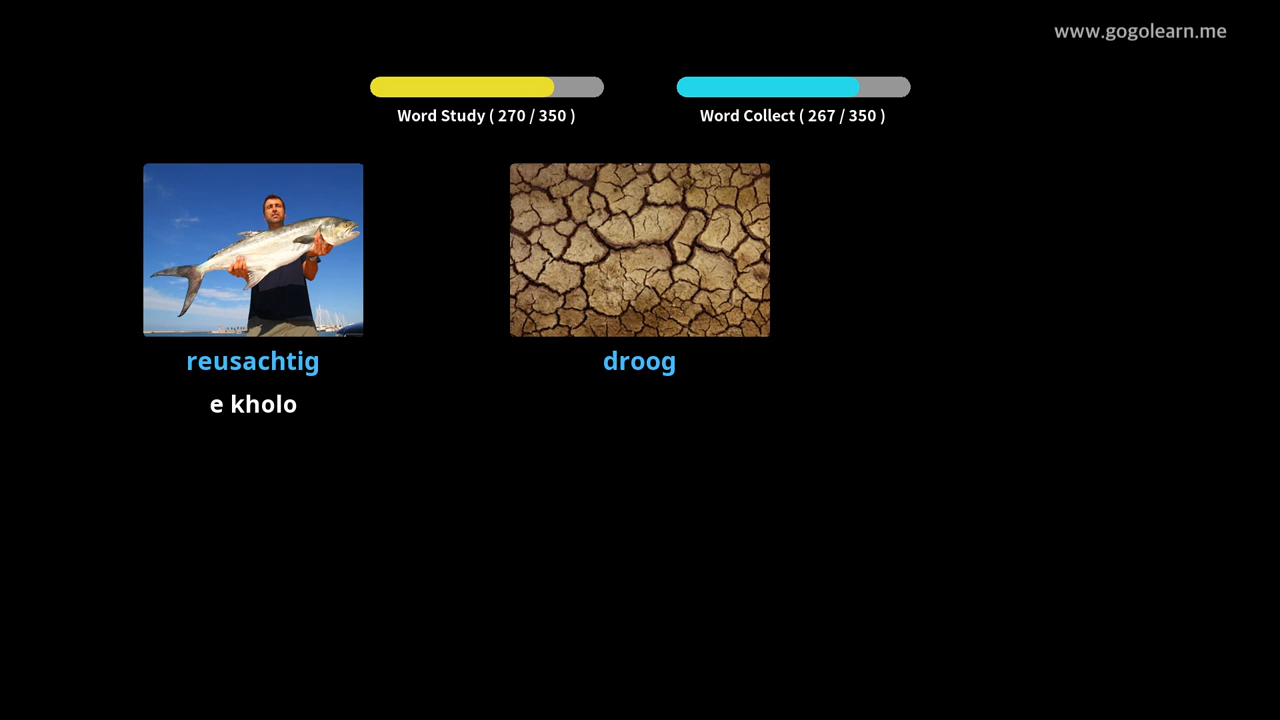 www.gogolearn.me
Word Study ( 270 / 350 )
Word Collect ( 267 / 350 )
reusachtig
droog
e kholo